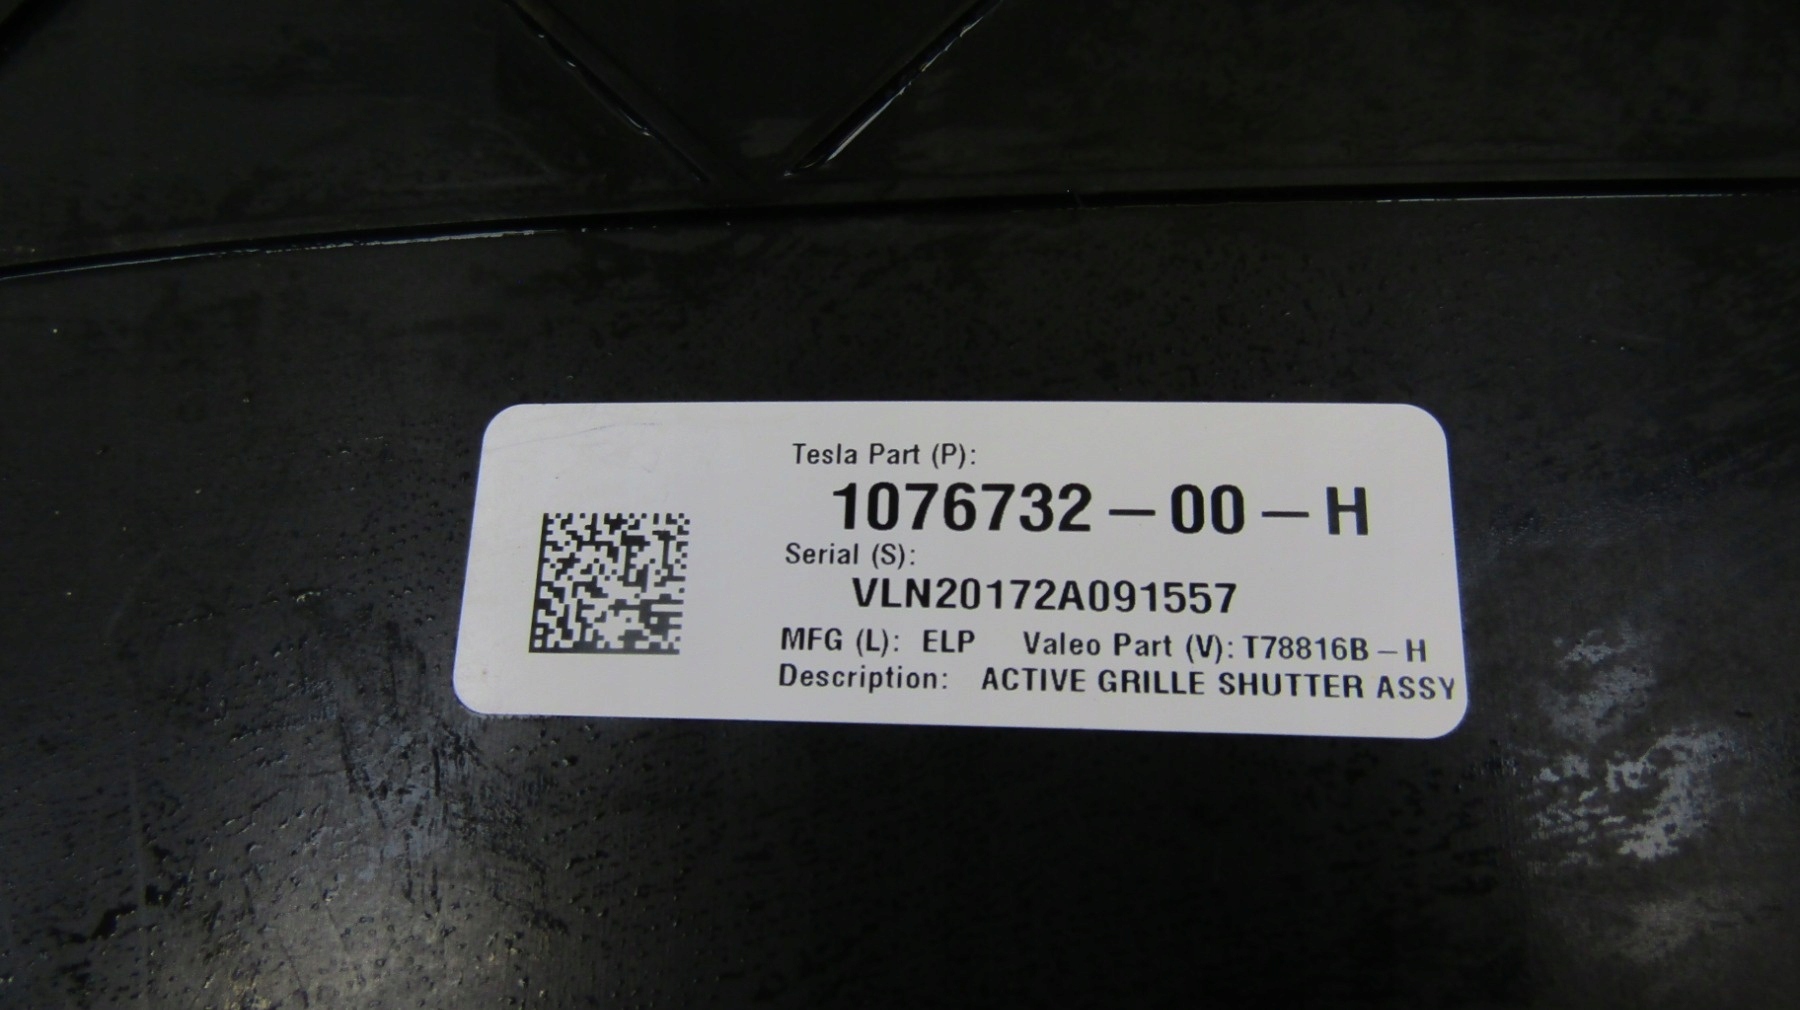 Tesla Part (P):
1076732-00-H
Serial (S):
VLN20172A091557
MFG (L): ELP Valeo Part (V): T78816B-H
Description: ACTIVE GRILLE SHUTTER ASSY